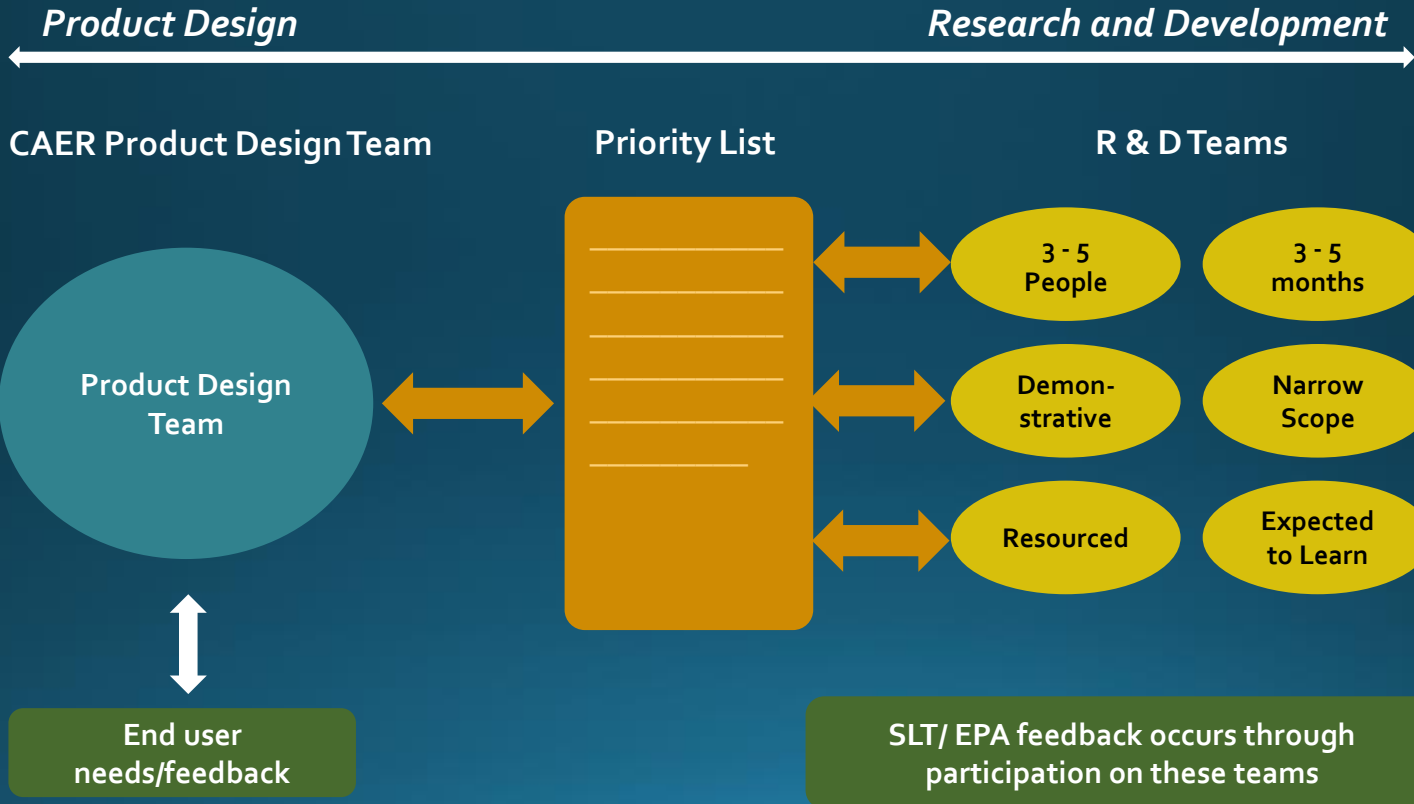 Product Design
Research and Development
CAER Product Design Team
Priority List
R & D Teams
3 - 5
People
3 - 5
months
Product Design
Team
Demon-
strative
Narrow
Scope
Resourced
Expected
to Learn
End user
needs/feedback
SLT/ EPA feedback occurs through
participation on these teams